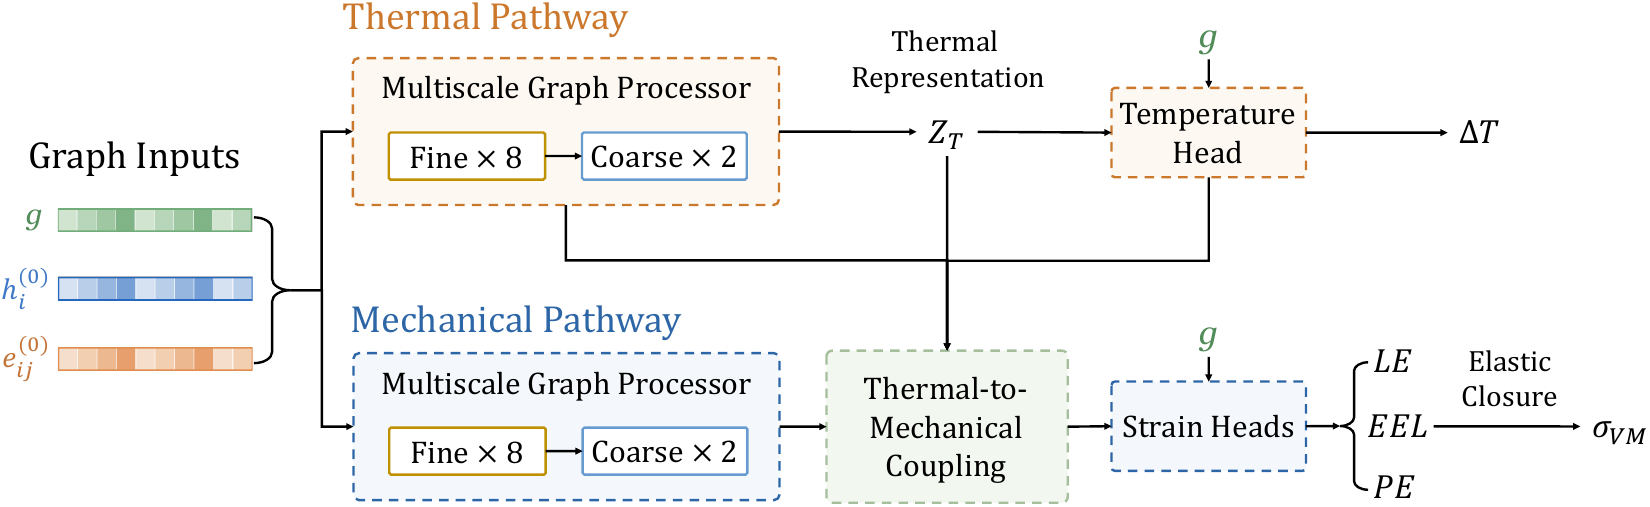 Thermal Pathway
Multiscale Graph Processor
Fine × 8
Coarse × 2
Thermal
Representation
Z_T
g
Temperature
Head
ΔT
Graph Inputs
g
h_i^(0)
e_ij^(0)
Mechanical Pathway
Multiscale Graph Processor
Fine × 8
Coarse × 2
Thermal-to-
Mechanical
Coupling
g
Strain Heads
LE
EEL
PE
Elastic
Closure
σ_VM